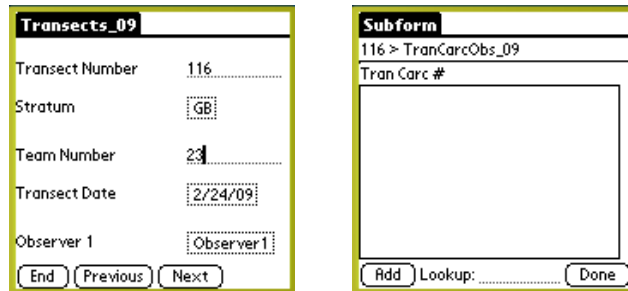 Transects_09
Transect Number 116
Stratum GB
Team Number 23
Transect Date 2/24/09
Observer 1 Observer1
End Previous Next
Subform
116 > TranCarcObs_09
Tran Carc #
Add Lookup: Done